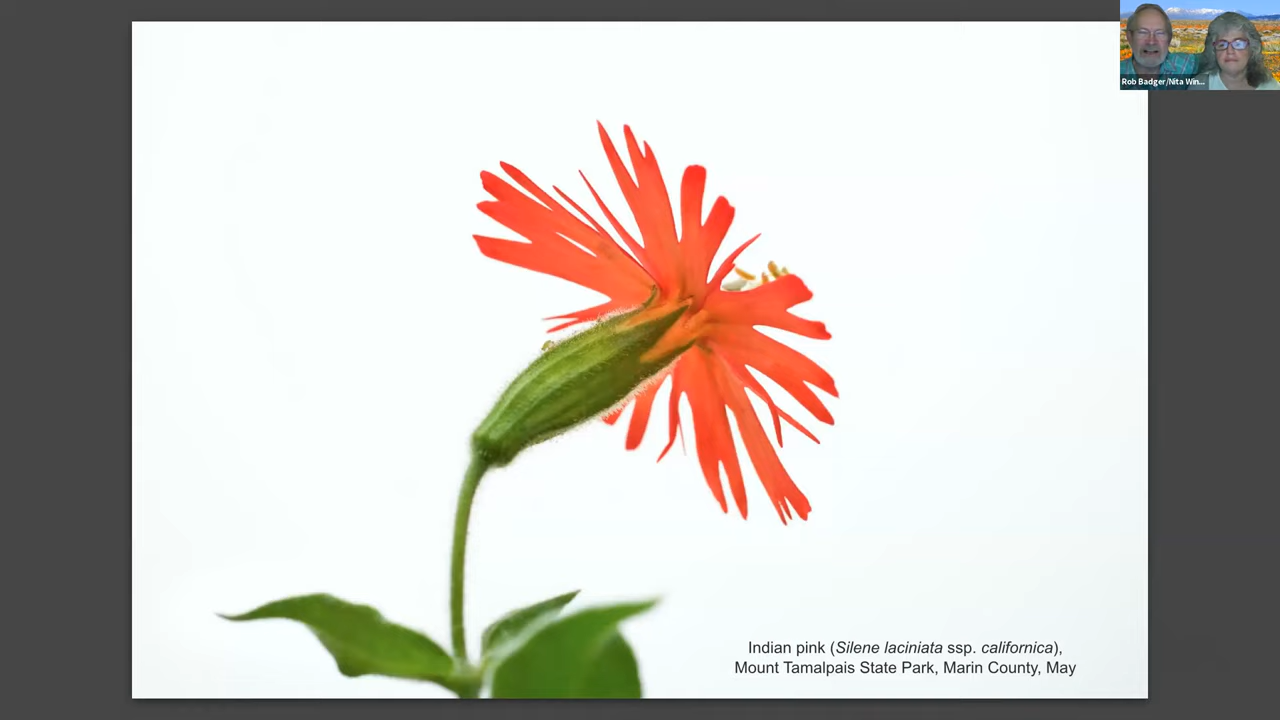 Rob Badger/Nita Win...
Indian pink (Silene laciniata ssp. californica),
Mount Tamalpais State Park, Marin County, May